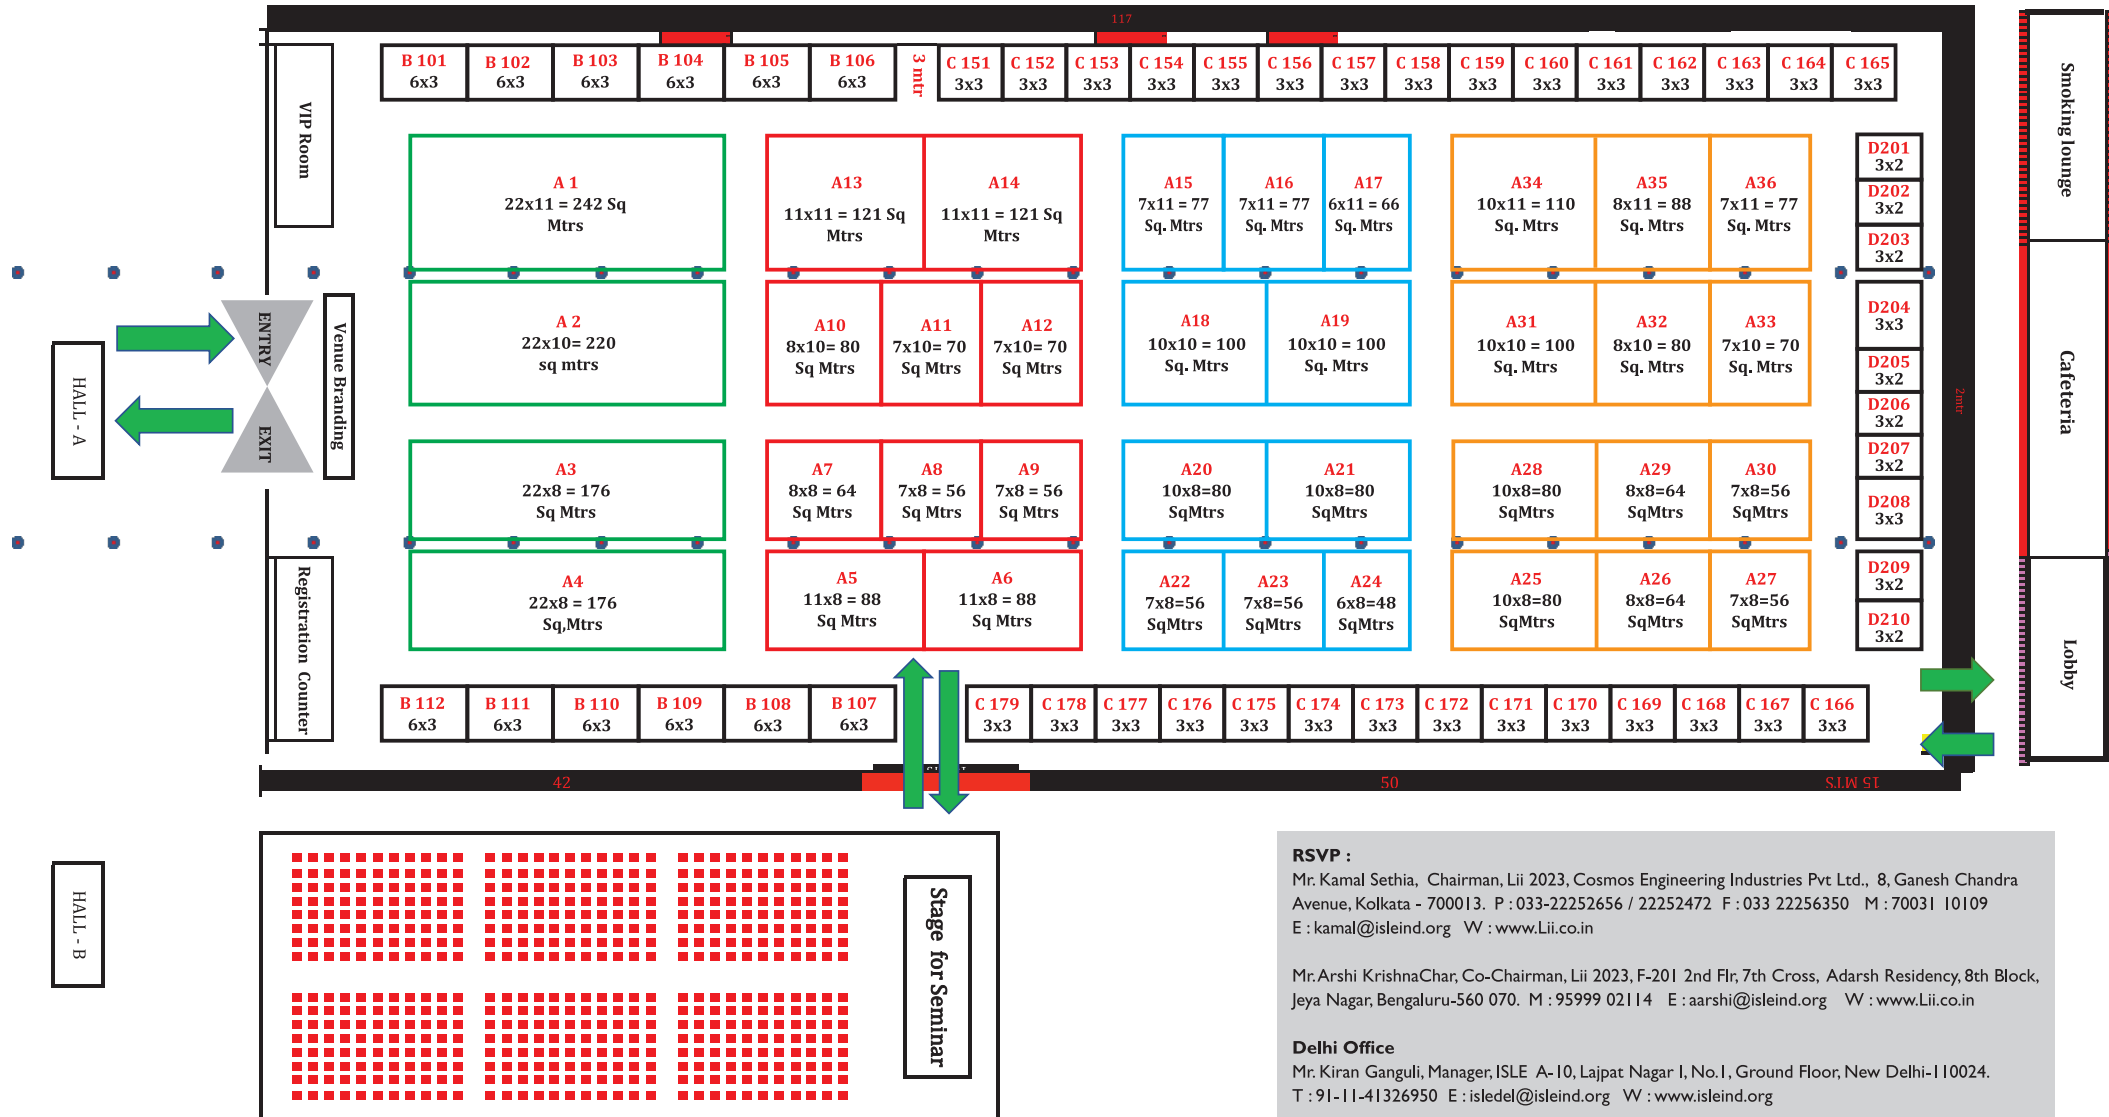 117
B 101
6x3
B 102
6x3
B 103
6x3
B 104
6x3
B 105
6x3
B 106
6x3
3 mtr
C 151
3x3
C 152
3x3
C 153
3x3
C 154
3x3
C 155
3x3
C 156
3x3
C 157
3x3
C 158
3x3
C 159
3x3
C 160
3x3
C 161
3x3
C 162
3x3
C 163
3x3
C 164
3x3
C 165
3x3
VIP Room
A 1
22x11 = 242 Sq
Mtrs
A13
11x11 = 121 Sq
Mtrs
A14
11x11 = 121 Sq
Mtrs
A15
7x11 = 77
Sq. Mtrs
A16
7x11 = 77
Sq. Mtrs
A17
6x11 = 66
Sq. Mtrs
A34
10x11 = 110
Sq. Mtrs
A35
8x11 = 88
Sq. Mtrs
A36
7x11 = 77
Sq. Mtrs
D201
3x2
D202
3x2
D203
3x2
Smoking lounge
ENTRY
EXIT
Venue Branding
HALL - A
A 2
22x10= 220
sq mtrs
A10
8x10= 80
Sq Mtrs
A11
7x10= 70
Sq Mtrs
A12
7x10= 70
Sq Mtrs
A18
10x10 = 100
Sq. Mtrs
A19
10x10 = 100
Sq. Mtrs
A31
10x10 = 100
Sq. Mtrs
A32
8x10 = 80
Sq. Mtrs
A33
7x10 = 70
Sq. Mtrs
D204
3x3
D205
3x2
D206
3x2
D207
3x2
D208
3x3
2mtr
Cafeteria
A3
22x8 = 176
Sq Mtrs
A7
8x8 = 64
Sq Mtrs
A8
7x8 = 56
Sq Mtrs
A9
7x8 = 56
Sq Mtrs
A20
10x8=80
SqMtrs
A21
10x8=80
SqMtrs
A28
10x8=80
SqMtrs
A29
8x8=64
SqMtrs
A30
7x8=56
SqMtrs
Registration Counter
A4
22x8 = 176
Sq,Mtrs
A5
11x8 = 88
Sq Mtrs
A6
11x8 = 88
Sq Mtrs
A22
7x8=56
SqMtrs
A23
7x8=56
SqMtrs
A24
6x8=48
SqMtrs
A25
10x8=80
SqMtrs
A26
8x8=64
SqMtrs
A27
7x8=56
SqMtrs
D209
3x2
D210
3x2
Lobby
B 112
6x3
B 111
6x3
B 110
6x3
B 109
6x3
B 108
6x3
B 107
6x3
C 179
3x3
C 178
3x3
C 177
3x3
C 176
3x3
C 175
3x3
C 174
3x3
C 173
3x3
C 172
3x3
C 171
3x3
C 170
3x3
C 169
3x3
C 168
3x3
C 167
3x3
C 166
3x3
42
50
15 MTS
HALL - B
Stage for Seminar
RSVP :
Mr. Kamal Sethia, Chairman, Lii 2023, Cosmos Engineering Industries Pvt Ltd., 8, Ganesh Chandra
Avenue, Kolkata - 700013. P : 033-22252656 / 22252472 F : 033 22256350 M : 70031 10109
E : kamal@isleind.org W : www.Lii.co.in
Mr. Arshi KrishnaChar, Co-Chairman, Lii 2023, F-201 2nd Flr, 7th Cross, Adarsh Residency, 8th Block,
Jeya Nagar, Bengaluru-560 070. M : 95999 02114 E : aarshi@isleind.org W : www.Lii.co.in
Delhi Office
Mr. Kiran Ganguli, Manager, ISLE A-10, Lajpat Nagar I, No.1, Ground Floor, New Delhi-110024.
T : 91-11-41326950 E : isledel@isleind.org W : www.isleind.org